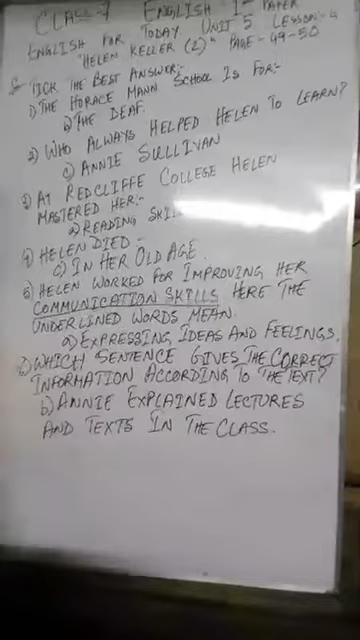 CLASS-7 ENGLISH 1ST PAPER
ENGLISH FOR TODAY UNIT 5 LESSON-4
"HELEN KELLER (2)" PAGE-49-50
TICK THE BEST ANSWER:-
1) THE HORACE MANN SCHOOL IS FOR:-
b) THE DEAF.
2) WHO ALWAYS HELPED HELEN TO LEARN?
c) ANNIE SULLIVAN
3) AT REDCLIFFE COLLEGE HELEN
MASTERED HER:-
a) READING
4) HELEN DIED-
c) IN HER OLD AGE.
5) HELEN WORKED FOR IMPROVING HER
COMMUNICATION SKILLS HERE THE
UNDERLINED WORDS MEAN.
a) EXPRESSING IDEAS AND FEELINGS.
WHICH SENTENCE GIVES THE CORRECT
INFORMATION ACCORDING TO THE TEXT?
b) ANNIE EXPLAINED LECTURES
AND TEXTS IN THE CLASS.